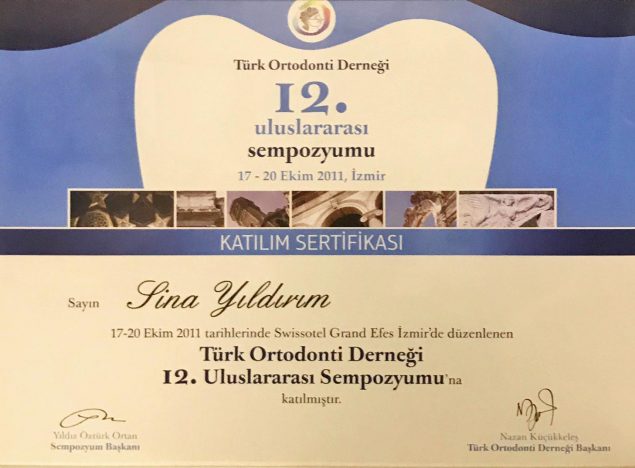 Türk Ortodonti Derneği
12.
uluslararası
sempozyumu
17 - 20 Ekim 2011, İzmir
KATILIM SERTİFİKASI
Sayın Sina Yıldırım
17-20 Ekim 2011 tarihlerinde Swissotel Grand Efes İzmir'de düzenlenen
Türk Ortodonti Derneği
12. Uluslararası Sempozyumu'na
katılmıştır.
Yıldız Öztürk Ortan
Sempozyum Başkanı
Nazan Küçükkeleş
Türk Ortodonti Derneği Başkanı